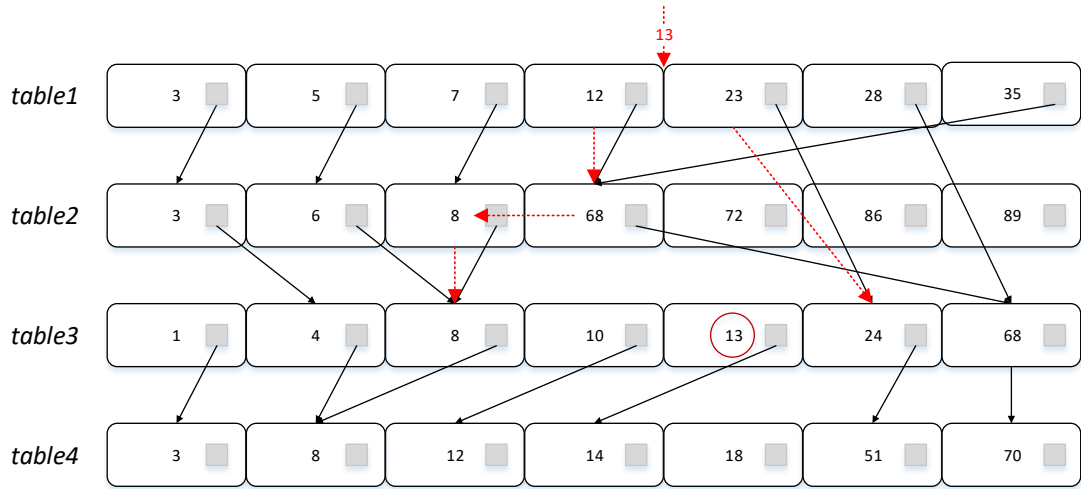 13
table1 3 5 7 12 23 28 35
table2 3 6 8 68 72 86 89
table3 1 4 8 10 13 24 68
table4 3 8 12 14 18 51 70